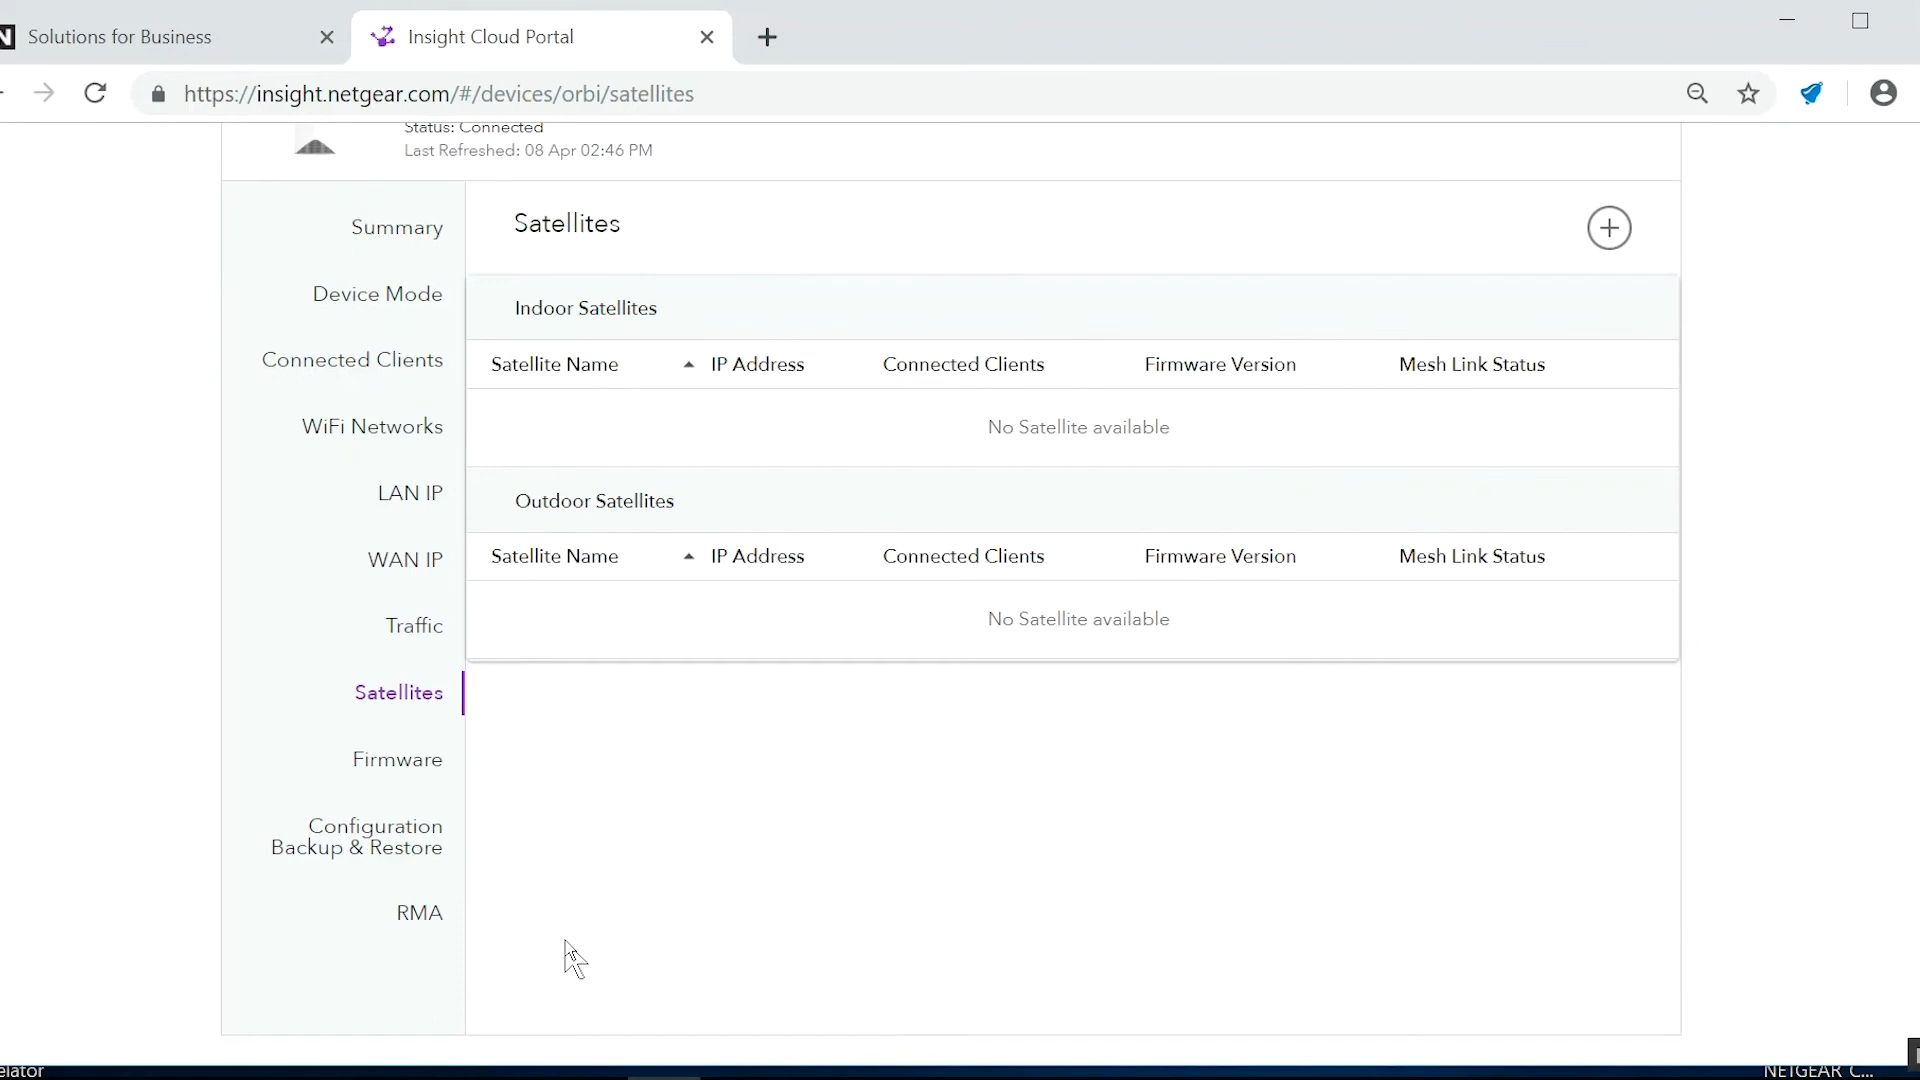 N Solutions for Business
Insight Cloud Portal
https://insight.netgear.com/#/devices/orbi/satellites
Status: Connected
Last Refreshed: 08 Apr 02:46 PM
Summary
Device Mode
Connected Clients
WiFi Networks
LAN IP
WAN IP
Traffic
Satellites
Firmware
Configuration
Backup & Restore
RMA
Satellites
Indoor Satellites
Satellite Name IP Address Connected Clients Firmware Version Mesh Link Status
No Satellite available
Outdoor Satellites
Satellite Name IP Address Connected Clients Firmware Version Mesh Link Status
No Satellite available
elator
NETGEAR C...